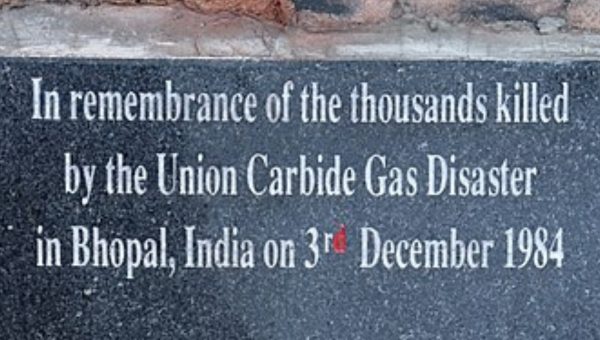 In remembrance of the thousands killed
by the Union Carbide Gas Disaster
in Bhopal, India on 3rd December 1984